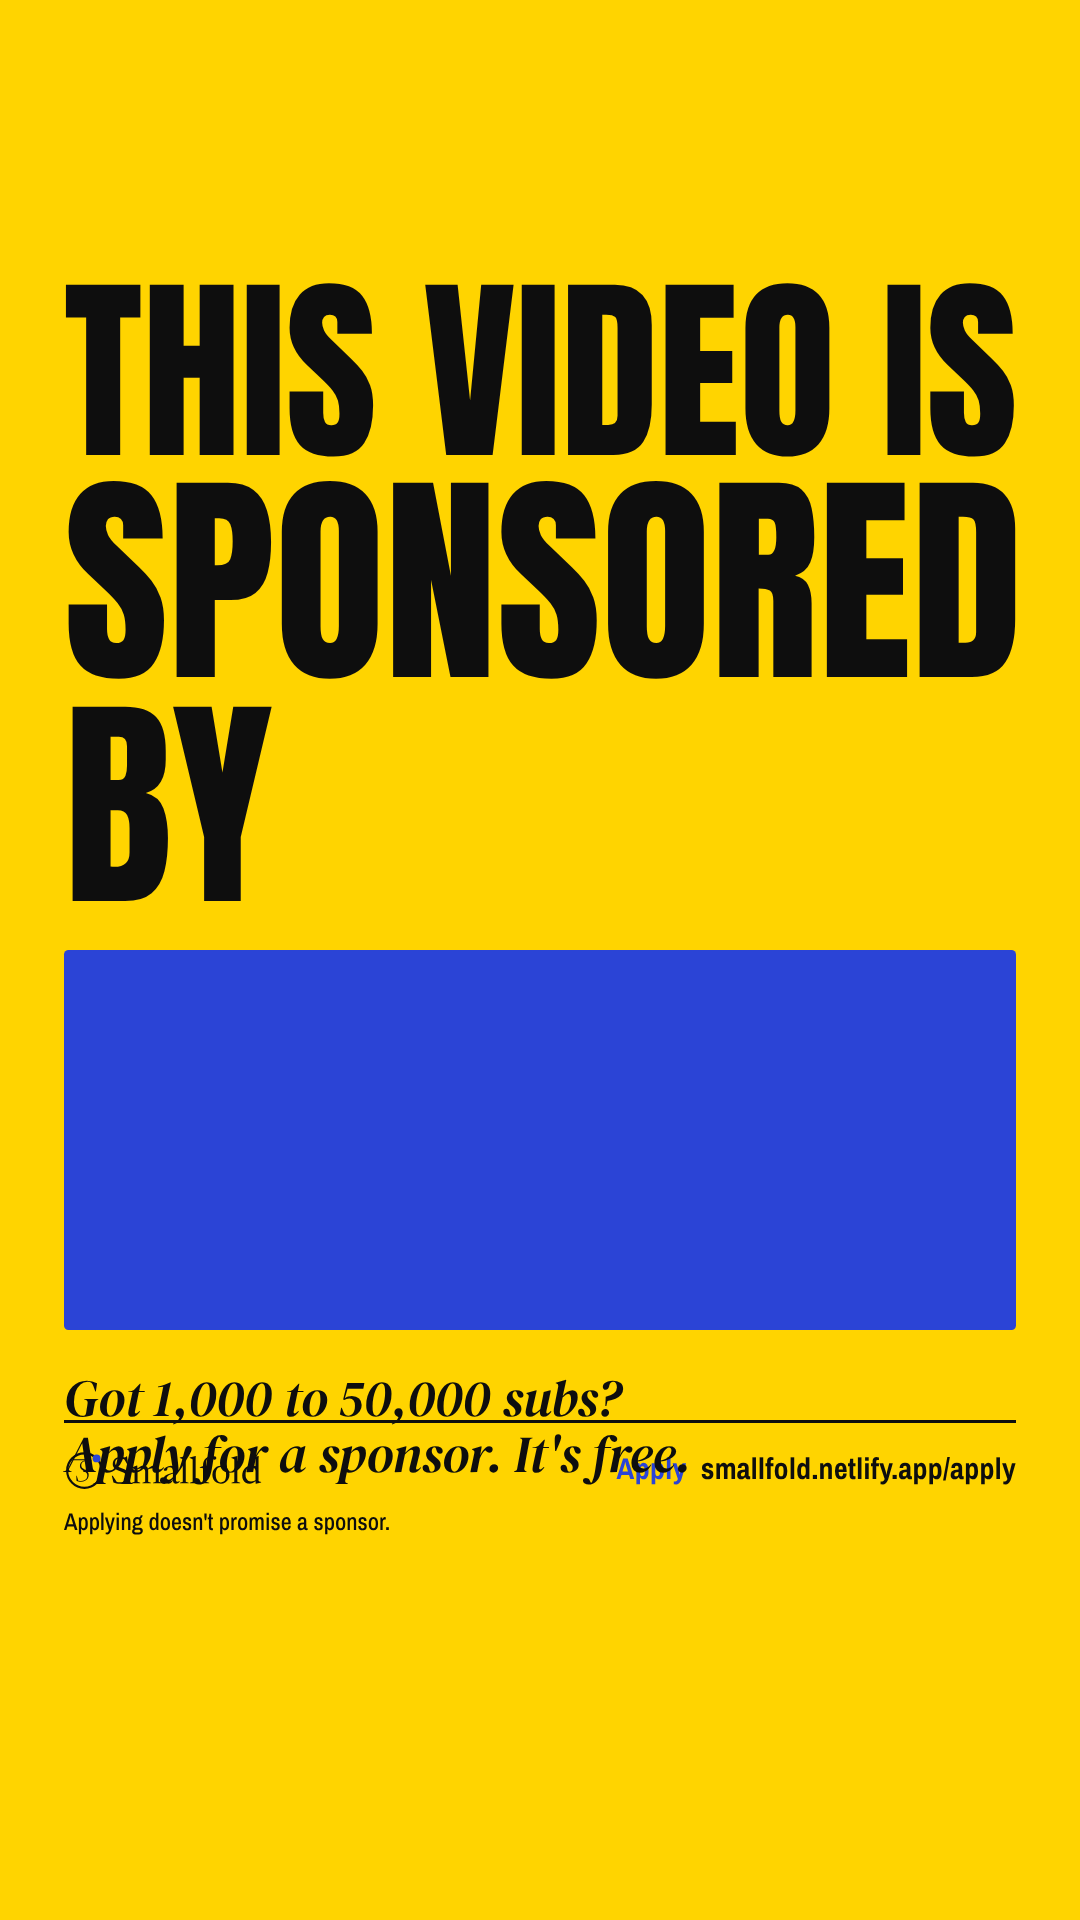 THIS VIDEO IS
SPONSORED
BY
Got 1,000 to 50,000 subs?
Apply for a sponsor. It's free.
Smallfold
Apply smallfold.netlify.app/apply
Applying doesn't promise a sponsor.